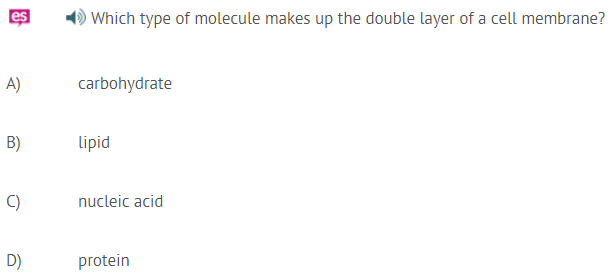 es Which type of molecule makes up the double layer of a cell membrane?
A) carbohydrate
B) lipid
C) nucleic acid
D) protein